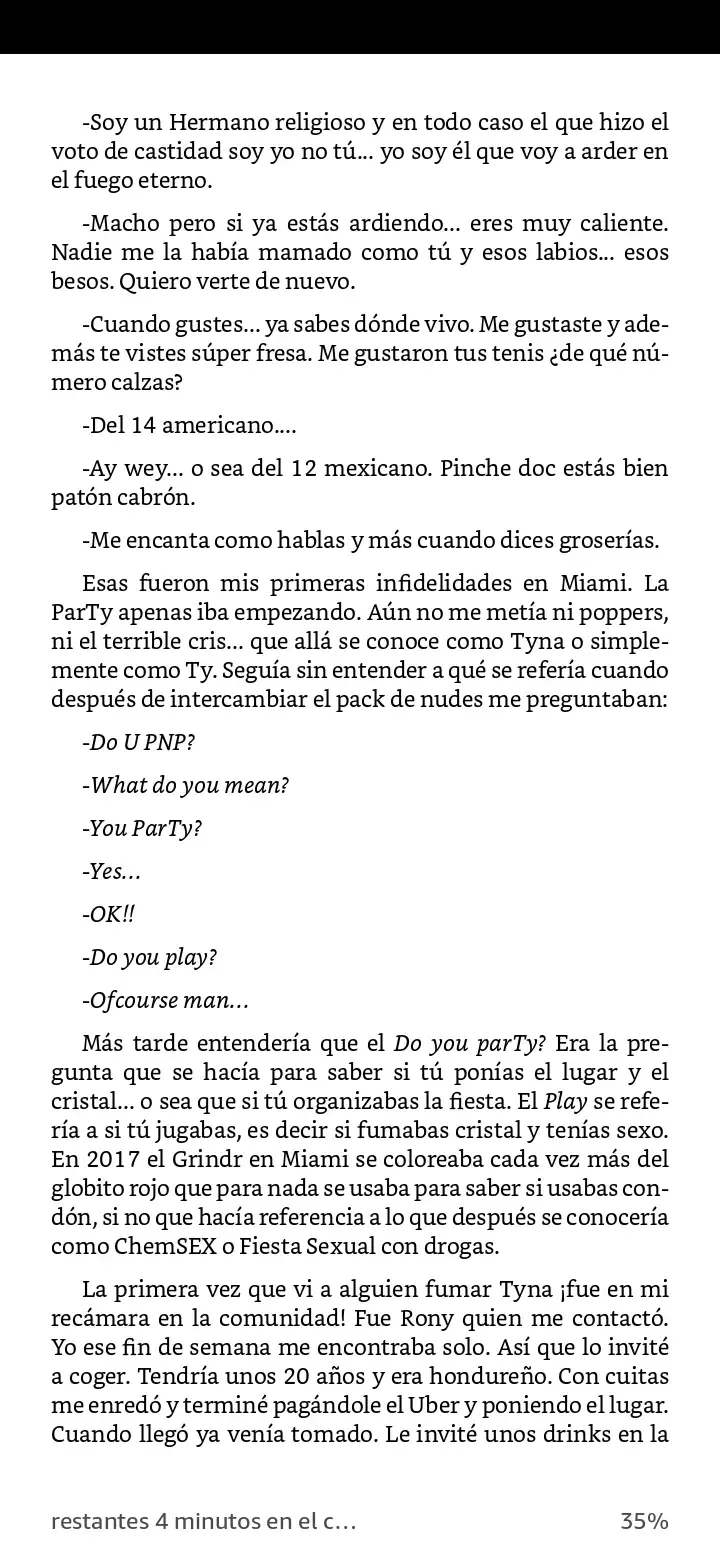 -Soy un Hermano religioso y en todo caso el que hizo el
voto de castidad soy yo no tú... yo soy él que voy a arder en
el fuego eterno.
-Macho pero si ya estás ardiendo... eres muy caliente.
Nadie me la había mamado como tú y esos labios... esos
besos. Quiero verte de nuevo.
-Cuando gustes... ya sabes dónde vivo. Me gustaste y ade-
más te vistes súper fresa. Me gustaron tus tenis ¿de qué nú-
mero calzas?
-Del 14 americano....
-Ay wey... o sea del 12 mexicano. Pinche doc estás bien
patón cabrón.
-Me encanta como hablas y más cuando dices groserías.
Esas fueron mis primeras infidelidades en Miami. La
ParTy apenas iba empezando. Aún no me metía ni poppers,
ni el terrible cris... que allá se conoce como Tyna o simple-
mente como Ty. Seguía sin entender a qué se refería cuando
después de intercambiar el pack de nudes me preguntaban:
-Do U PNP?
-What do you mean?
-You ParTy?
-Yes...
-OK!!
-Do you play?
-Ofcourse man...
Más tarde entendería que el Do you parTy? Era la pre-
gunta que se hacía para saber si tú ponías el lugar y el
cristal... o sea que si tú organizabas la fiesta. El Play se refe-
ría a si tú jugabas, es decir si fumabas cristal y tenías sexo.
En 2017 el Grindr en Miami se coloreaba cada vez más del
globito rojo que para nada se usaba para saber si usabas con-
dón, si no que hacía referencia a lo que después se conocería
como ChemSEX o Fiesta Sexual con drogas.
La primera vez que vi a alguien fumar Tyna ¡fue en mi
recámara en la comunidad! Fue Rony quien me contactó.
Yo ese fin de semana me encontraba solo. Así que lo invité
a coger. Tendría unos 20 años y era hondureño. Con cuitas
me enredó y terminé pagándole el Uber y poniendo el lugar.
Cuando llegó ya venía tomado. Le invité unos drinks en la
restantes 4 minutos en el c... 35%